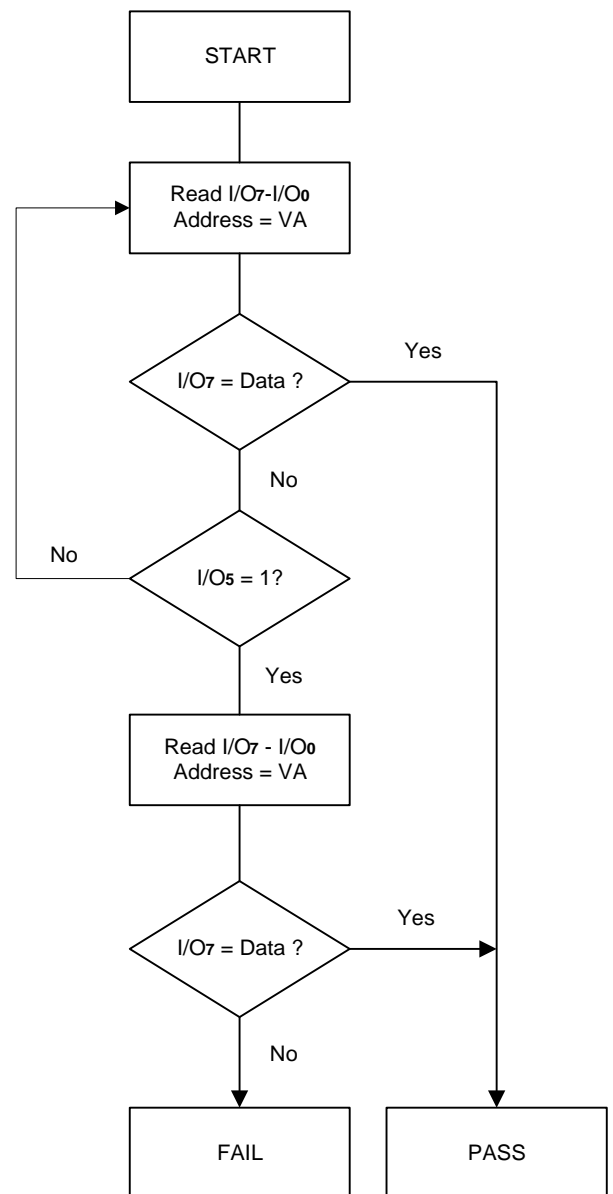 START
Read I/O7-I/O0
Address = VA
I/O7 = Data ?
Yes
No
No
I/O5 = 1?
Yes
Read I/O7 - I/O0
Address = VA
I/O7 = Data ?
Yes
No
FAIL
PASS